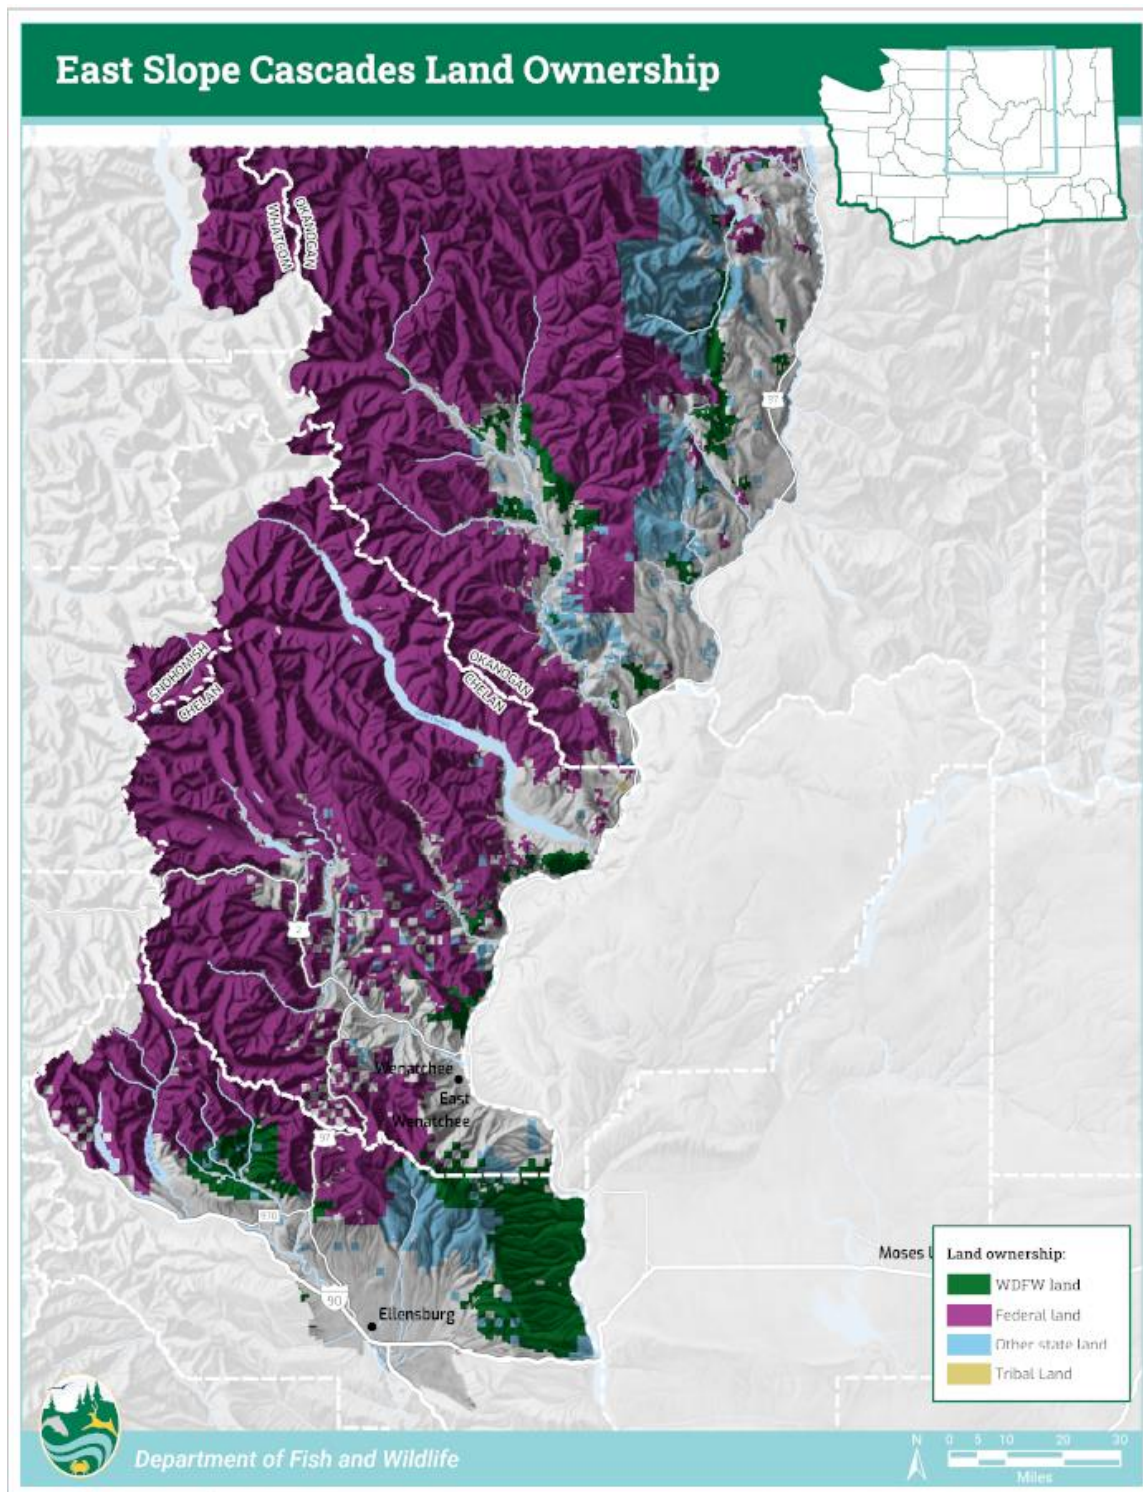 East Slope Cascades Land Ownership
WHATCOM
OKANOGAN
97
SNOHOMISH
CHELAN
OKANOGAN
CHELAN
2
Wenatchee
East
Wenatchee
97
970
90
Ellensburg
Moses L
Land ownership:
WDFW land
Federal land
Other state land
Tribal Land
Department of Fish and Wildlife
N
0 5 10 20 30
Miles